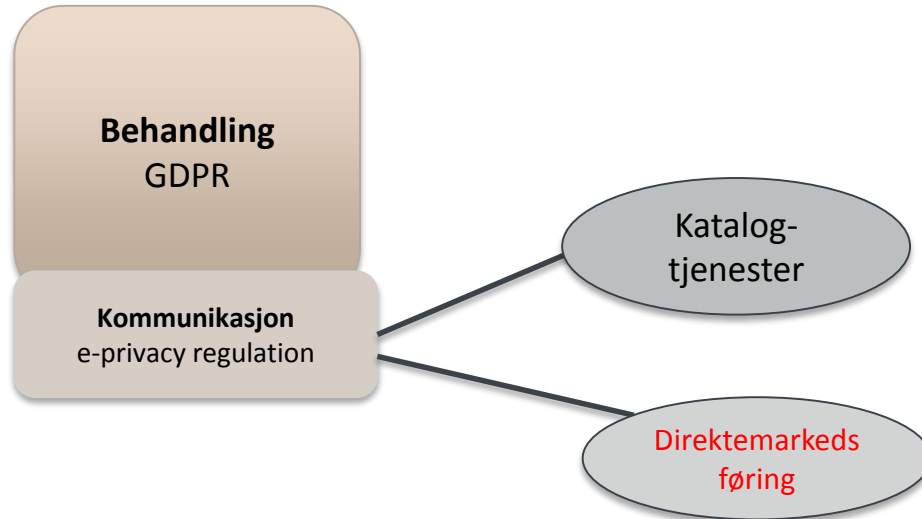 Behandling
GDPR
Kommunikasjon
e-privacy regulation
Katalog-
tjenester
Direktemarkeds
føring